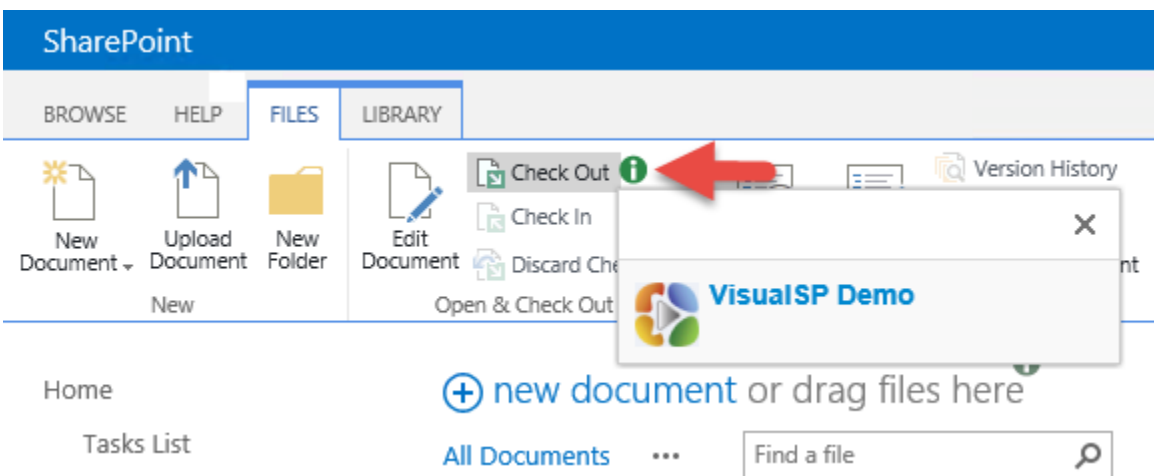 SharePoint
BROWSE HELP FILES LIBRARY
New Document
Upload Document
New Folder
New
Edit Document
Check Out
Check In
Discard Che
Open & Check Out
Version History
nt
VisualSP Demo
Home
Tasks List
new document or drag files here
All Documents ...
Find a file